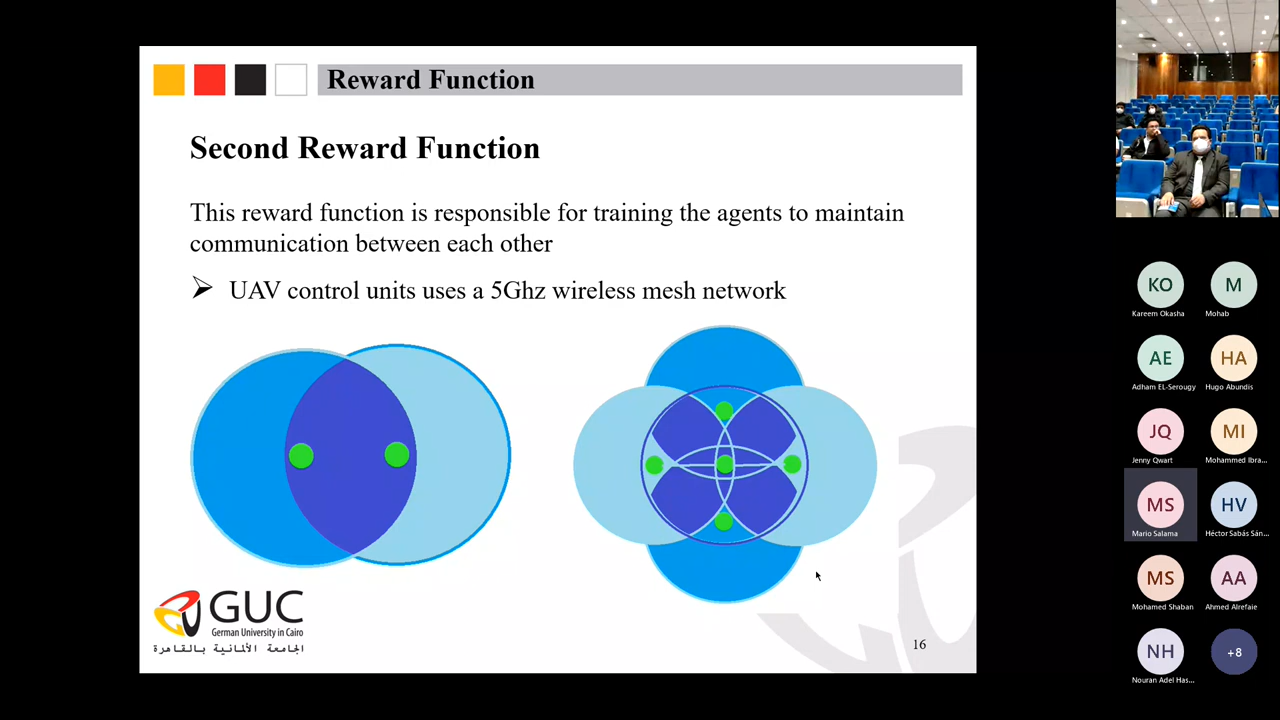 Reward Function
Second Reward Function
This reward function is responsible for training the agents to maintain
communication between each other
UAV control units uses a 5Ghz wireless mesh network
GUC
German University in Cairo
الجامعة الألمانية بالقاهرة
16
KO
Kareem Okasha
M
Mohab
AE
Adham EL-Serougy
HA
Hugo Abundis
JQ
Jenny Qwart
MI
Mohammed Ibra...
MS
Mario Salama
HV
Héctor Sabás Sán...
MS
Mohamed Shaban
AA
Ahmed Alrefaie
NH
Nouran Adel Has...
+8